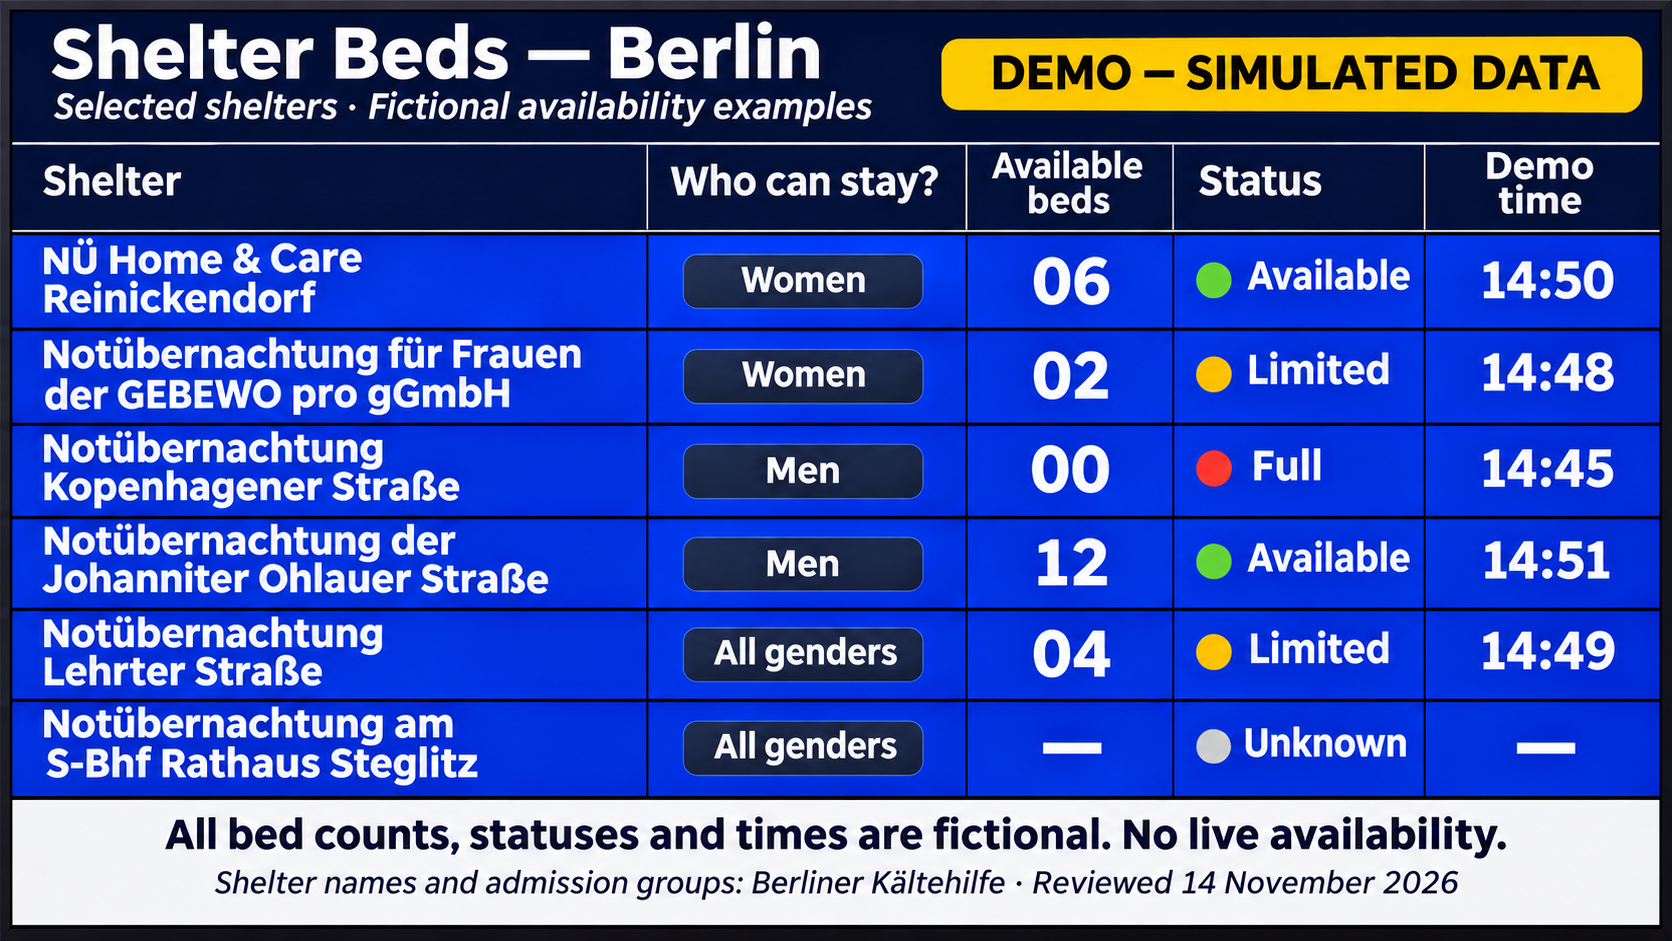 Shelter Beds — Berlin
DEMO — SIMULATED DATA
Selected shelters · Fictional availability examples
Shelter
Who can stay?
Available
beds
Status
Demo
time
NÜ Home & Care
Reinickendorf
Women
06
Available
14:50
Notübernachtung für Frauen
der GEBEWO pro gGmbH
Women
02
Limited
14:48
Notübernachtung
Kopenhagener Straße
Men
00
Full
14:45
Notübernachtung der
Johanniter Ohlauer Straße
Men
12
Available
14:51
Notübernachtung
Lehrter Straße
All genders
04
Limited
14:49
Notübernachtung am
S-Bhf Rathaus Steglitz
All genders
—
Unknown
—
All bed counts, statuses and times are fictional. No live availability.
Shelter names and admission groups: Berliner Kältehilfe · Reviewed 14 November 2026